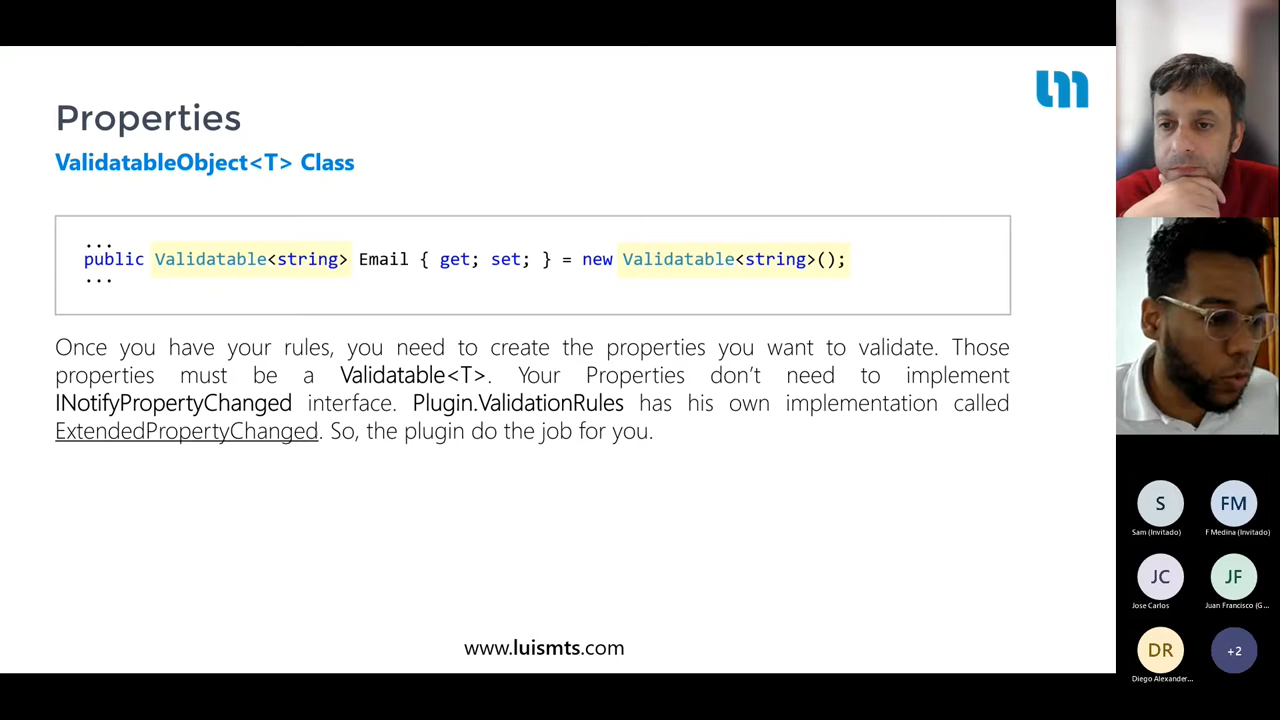 Properties
ValidatableObject<T> Class
...
public Validatable<string> Email { get; set; } = new Validatable<string>();
...
Once you have your rules, you need to create the properties you want to validate. Those
properties must be a Validatable<T>. Your Properties don’t need to implement
INotifyPropertyChanged interface. Plugin.ValidationRules has his own implementation called
ExtendedPropertyChanged. So, the plugin do the job for you.
www.luismts.com
S
Sam (Invitado)
FM
F Medina (Invitado)
JC
Jose Carlos
JF
Juan Francisco (G...
DR
Diego Alexander...
+2